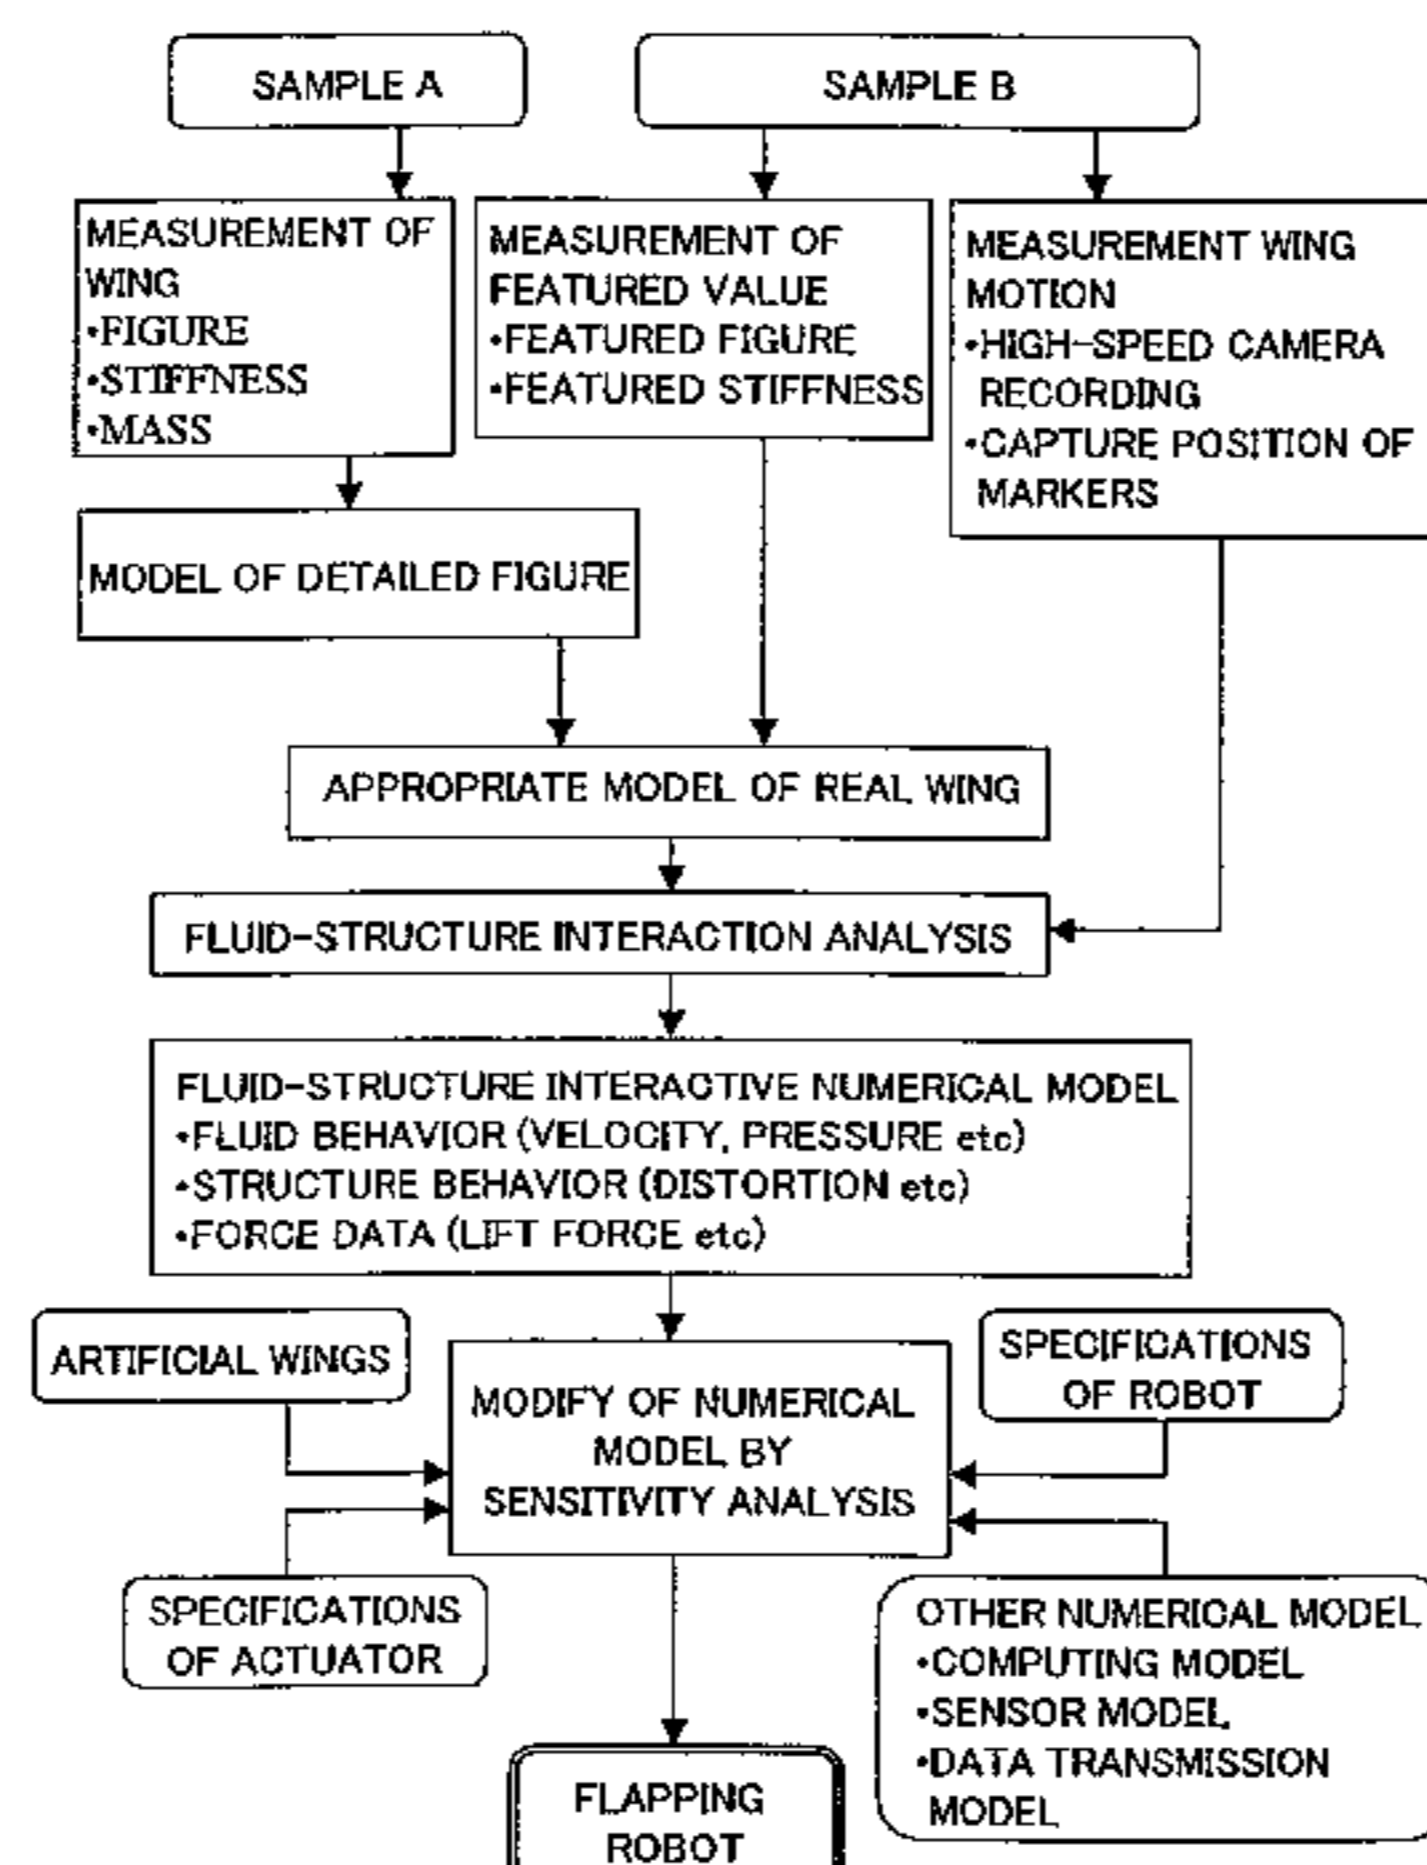 SAMPLE A
SAMPLE B
MEASUREMENT OF
WING
•FIGURE
•STIFFNESS
•MASS
MEASUREMENT OF
FEATURED VALUE
•FEATURED FIGURE
•FEATURED STIFFNESS
MEASUREMENT WING
MOTION
•HIGH-SPEED CAMERA
RECORDING
•CAPTURE POSITION OF
MARKERS
MODEL OF DETAILED FIGURE
APPROPRIATE MODEL OF REAL WING
FLUID-STRUCTURE INTERACTION ANALYSIS
FLUID-STRUCTURE INTERACTIVE NUMERICAL MODEL
•FLUID BEHAVIOR (VELOCITY, PRESSURE etc)
•STRUCTURE BEHAVIOR (DISTORTION etc)
•FORCE DATA (LIFT FORCE etc)
ARTIFICIAL WINGS
SPECIFICATIONS
OF ROBOT
MODIFY OF NUMERICAL
MODEL BY
SENSITIVITY ANALYSIS
SPECIFICATIONS
OF ACTUATOR
OTHER NUMERICAL MODEL
•COMPUTING MODEL
•SENSOR MODEL
•DATA TRANSMISSION
MODEL
FLAPPING
ROBOT